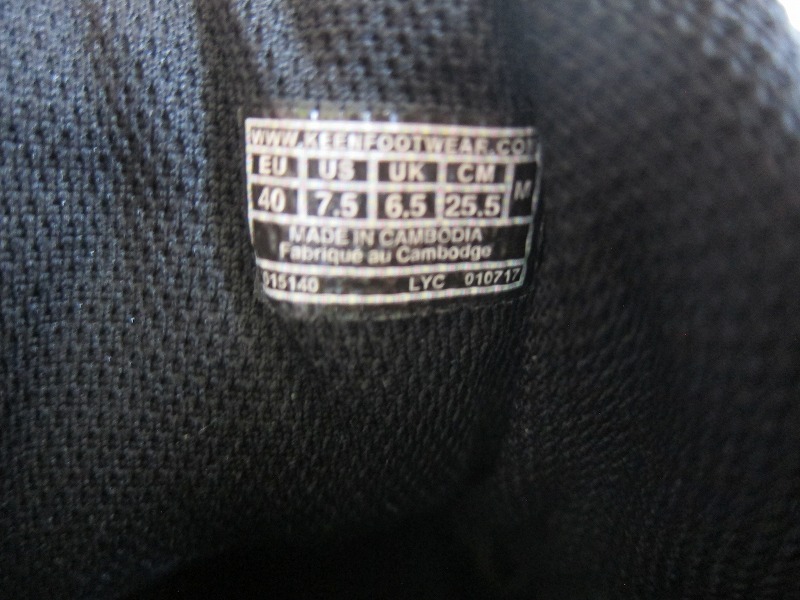 WWW.KEENFOOTWEAR.COM
EU US UK CM M
40 7.5 6.5 25.5
MADE IN CAMBODIA
Fabriqué au Cambodge
015140 LYC 010717